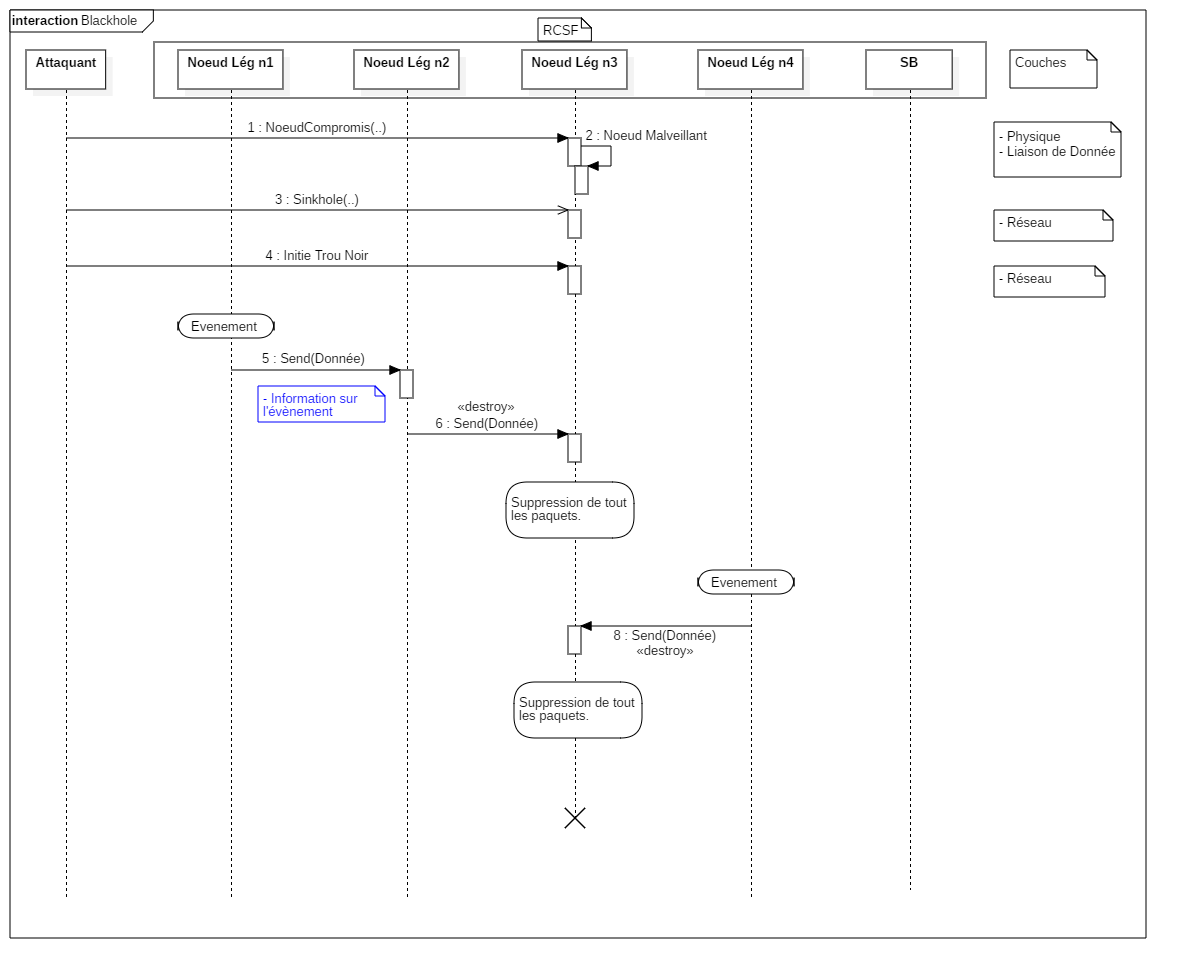 interaction Blackhole
RCSF
Attaquant
Noeud Lég n1
Noeud Lég n2
Noeud Lég n3
Noeud Lég n4
SB
Couches
1 : NoeudCompromis(..)
2 : Noeud Malveillant
- Physique
- Liaison de Donnée
3 : Sinkhole(..)
- Réseau
4 : Initie Trou Noir
- Réseau
Evenement
5 : Send(Donnée)
- Information sur
l'évènement
«destroy»
6 : Send(Donnée)
Suppression de tout
les paquets.
Evenement
8 : Send(Donnée)
«destroy»
Suppression de tout
les paquets.